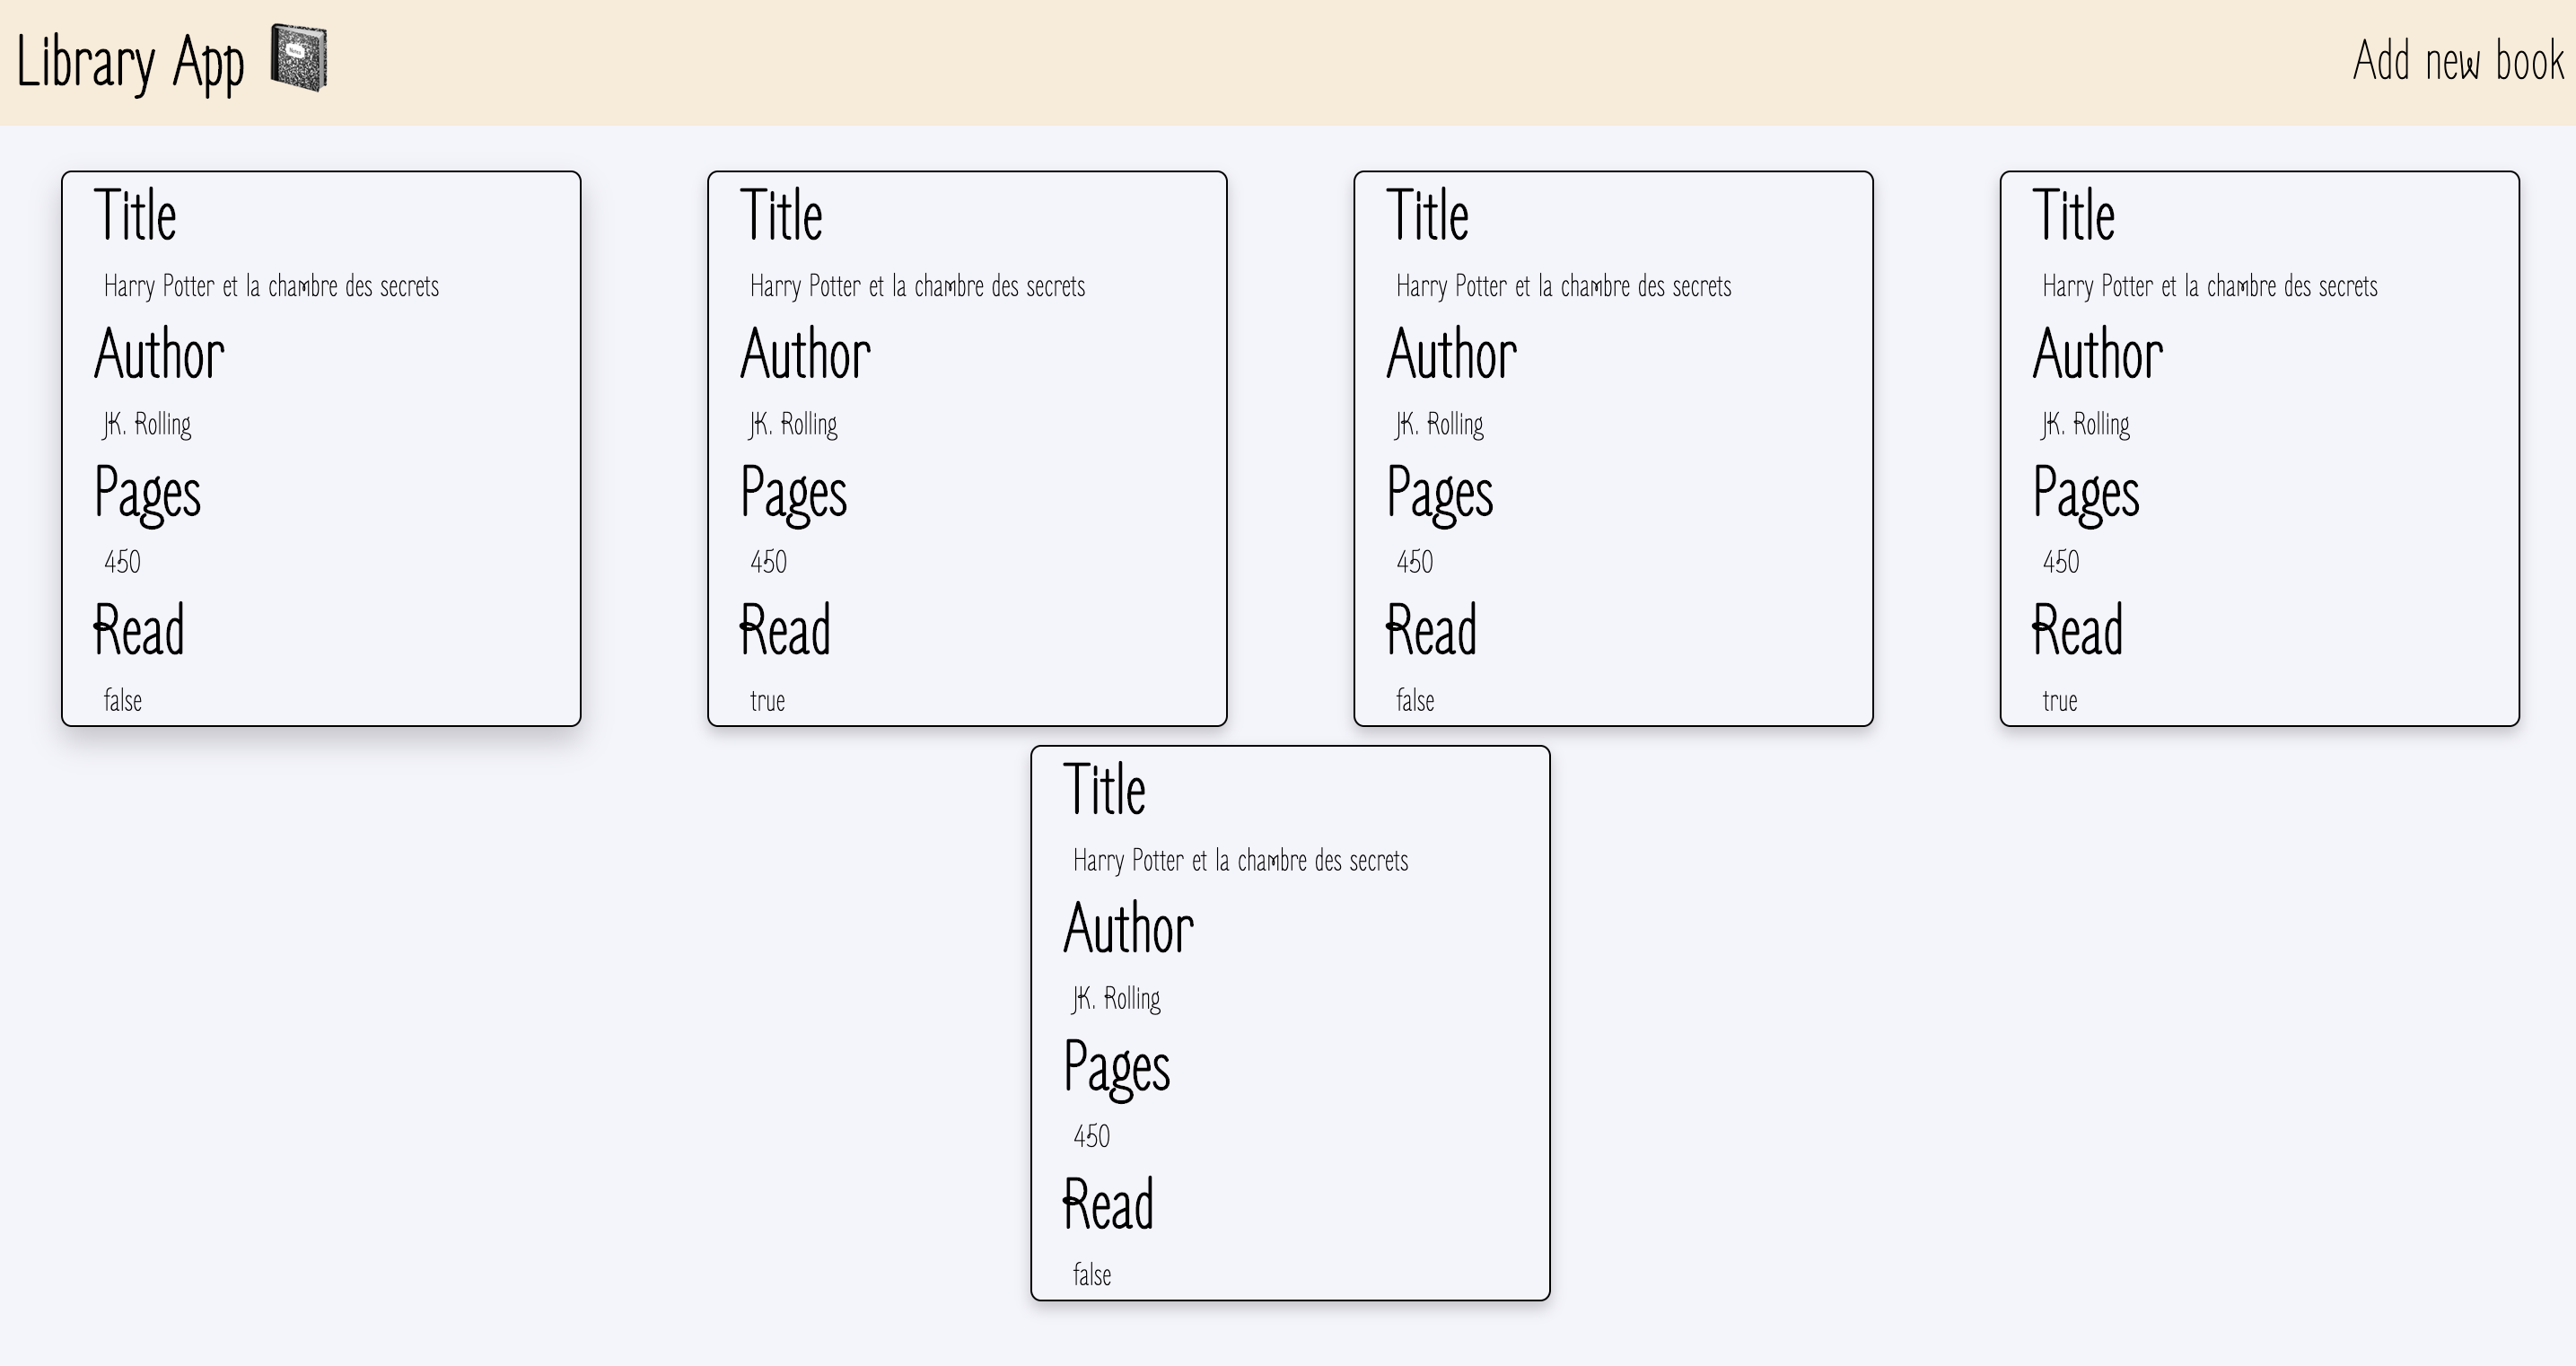 Library App
Add new book
Title
Harry Potter et la chambre des secrets
Author
JK. Rolling
Pages
450
Read
false
Title
Harry Potter et la chambre des secrets
Author
JK. Rolling
Pages
450
Read
true
Title
Harry Potter et la chambre des secrets
Author
JK. Rolling
Pages
450
Read
false
Title
Harry Potter et la chambre des secrets
Author
JK. Rolling
Pages
450
Read
true
Title
Harry Potter et la chambre des secrets
Author
JK. Rolling
Pages
450
Read
false